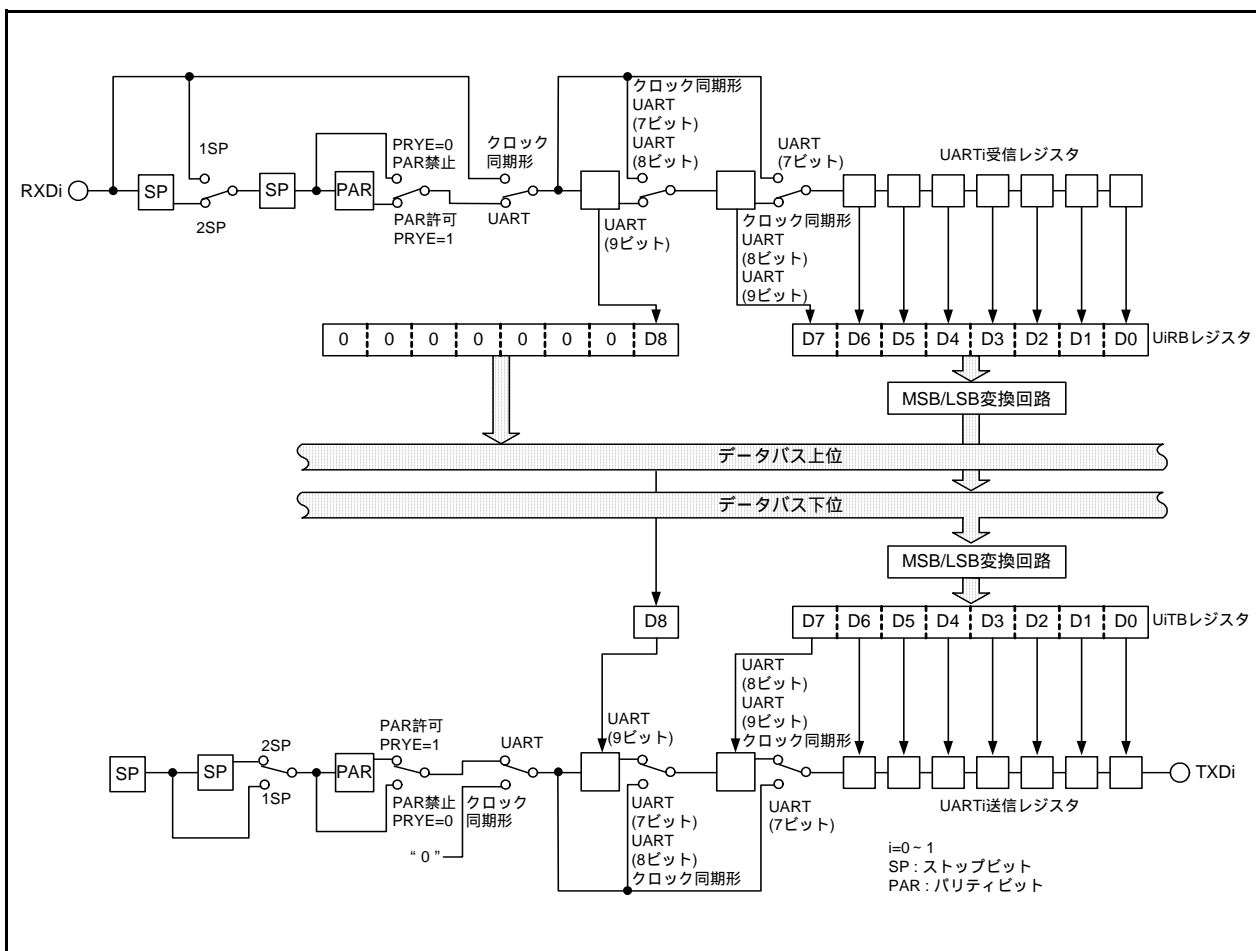 クロック同期形
UART
(7ビット)
UART
(8ビット)
PRYE=0
PAR禁止
クロック
同期形
UART
(7ビット)
UARTi受信レジスタ
1SP
RXDi
SP
SP
PAR
2SP
PAR許可
PRYE=1
UART
UART
(9ビット)
クロック同期形
UART
(8ビット)
UART
(9ビット)
0 0 0 0 0 0 0 D8
D7 D6 D5 D4 D3 D2 D1 D0
UiRBレジスタ
MSB/LSB変換回路
データバス上位
データバス下位
MSB/LSB変換回路
D8
D7 D6 D5 D4 D3 D2 D1 D0
UiTBレジスタ
UART
(8ビット)
UART
(9ビット)
クロック同期形
UART
(9ビット)
PAR許可
PRYE=1
UART
2SP
SP
SP
PAR
TXDi
1SP
PAR禁止
PRYE=0
クロック
同期形
“ 0 ”
UART
(7ビット)
UART
(8ビット)
クロック同期形
UART
(7ビット)
UARTi送信レジスタ
i=0 ~ 1
SP : ストップビット
PAR : パリティビット